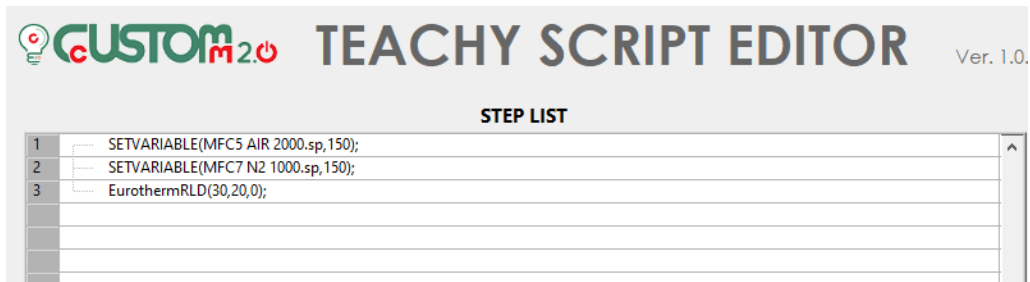 CcUSTOMm 2.0 TEACHY SCRIPT EDITOR Ver. 1.0.
STEP LIST
1 SETVARIABLE(MFC5 AIR 2000.sp,150);
2 SETVARIABLE(MFC7 N2 1000.sp,150);
3 EurothermRLD(30,20,0);